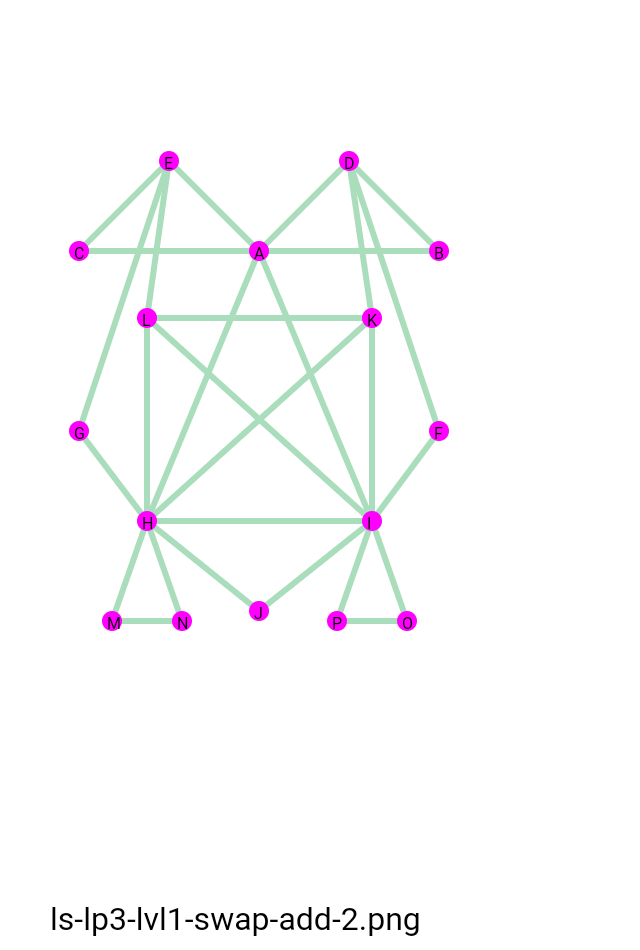 E D
C A B
L K
G F
H I
J
M N P O
ls-lp3-lvl1-swap-add-2.png